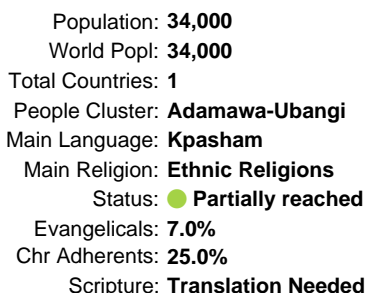 Population: 34,000
World Popl: 34,000
Total Countries: 1
People Cluster: Adamawa-Ubangi
Main Language: Kpasham
Main Religion: Ethnic Religions
Status: Partially reached
Evangelicals: 7.0%
Chr Adherents: 25.0%
Scripture: Translation Needed